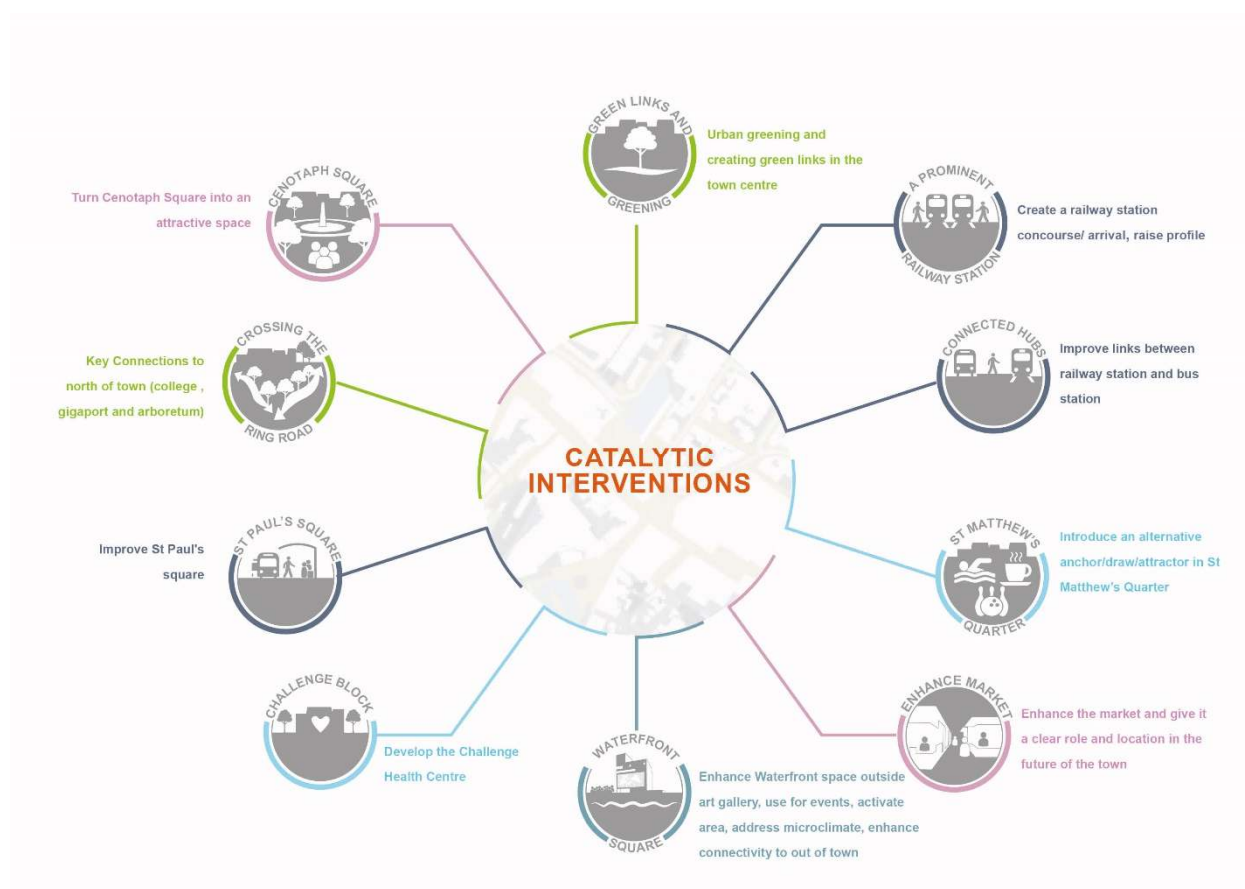 GREEN LINKS AND
GREENING
Urban greening and
creating green links in the
town centre
A PROMINENT
RAILWAY STATION
Create a railway station
concourse/ arrival, raise profile
CONNECTED HUBS
Improve links between
railway station and bus
station
ST MATTHEW'S
QUARTER
Introduce an alternative
anchor/draw/attractor in St
Matthew's Quarter
ENHANCE MARKET
Enhance the market and give it
a clear role and location in the
future of the town
WATERFRONT
SQUARE
Enhance Waterfront space outside
art gallery, use for events, activate
area, address microclimate, enhance
connectivity to out of town
CHALLENGE BLOCK
Develop the Challenge
Health Centre
ST PAUL'S SQUARE
Improve St Paul's
square
CROSSING THE
RING ROAD
Key Connections to
north of town (college ,
gigaport and arboretum)
CENOTAPH SQUARE
Turn Cenotaph Square into an
attractive space
CATALYTIC
INTERVENTIONS